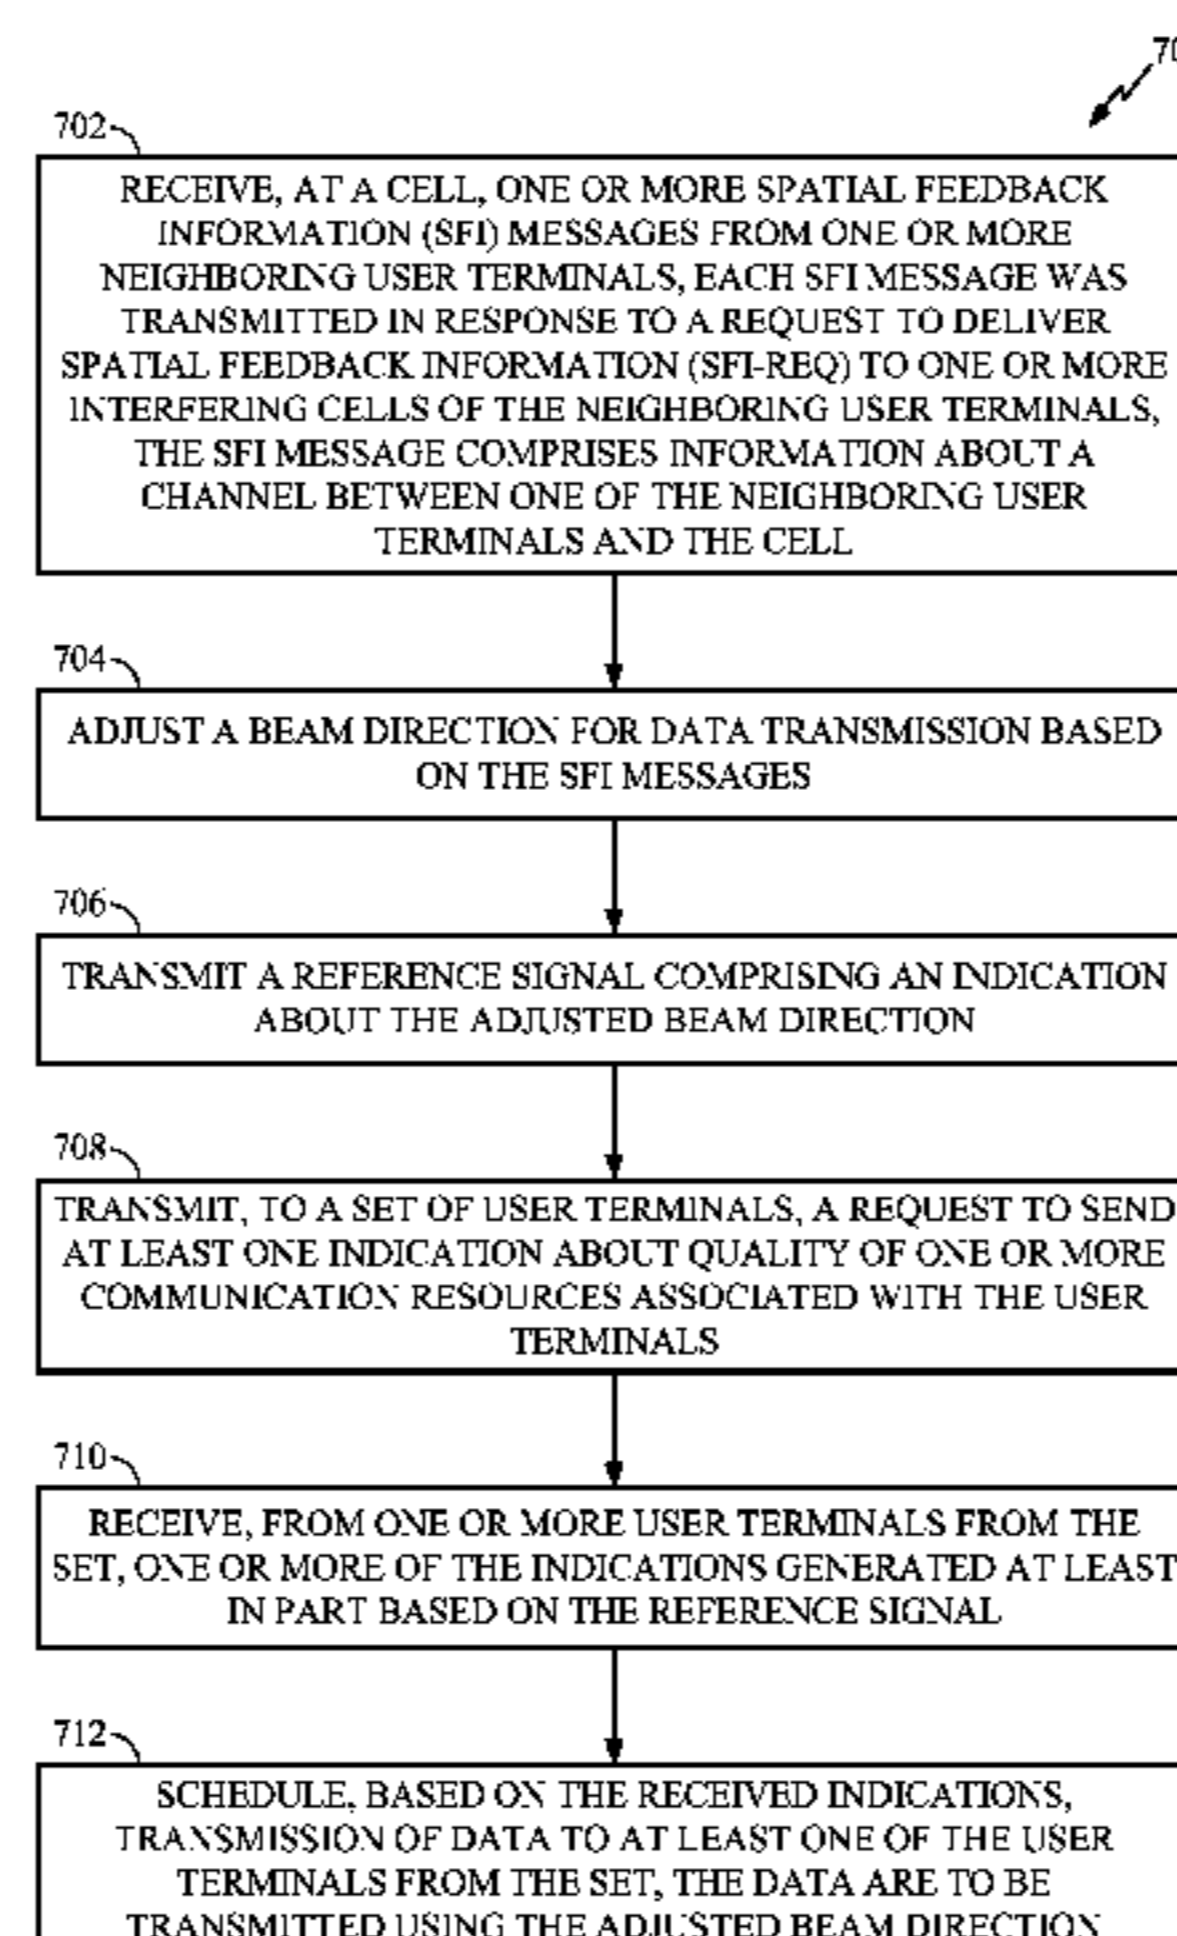 70
702
RECEIVE, AT A CELL, ONE OR MORE SPATIAL FEEDBACK
INFORMATION (SFI) MESSAGES FROM ONE OR MORE
NEIGHBORING USER TERMINALS, EACH SFI MESSAGE WAS
TRANSMITTED IN RESPONSE TO A REQUEST TO DELIVER
SPATIAL FEEDBACK INFORMATION (SFI-REQ) TO ONE OR MORE
INTERFERING CELLS OF THE NEIGHBORING USER TERMINALS,
THE SFI MESSAGE COMPRISES INFORMATION ABOUT A
CHANNEL BETWEEN ONE OF THE NEIGHBORING USER
TERMINALS AND THE CELL
704
ADJUST A BEAM DIRECTION FOR DATA TRANSMISSION BASED
ON THE SFI MESSAGES
706
TRANSMIT A REFERENCE SIGNAL COMPRISING AN INDICATION
ABOUT THE ADJUSTED BEAM DIRECTION
708
TRANSMIT, TO A SET OF USER TERMINALS, A REQUEST TO SEND
AT LEAST ONE INDICATION ABOUT QUALITY OF ONE OR MORE
COMMUNICATION RESOURCES ASSOCIATED WITH THE USER
TERMINALS
710
RECEIVE, FROM ONE OR MORE USER TERMINALS FROM THE
SET, ONE OR MORE OF THE INDICATIONS GENERATED AT LEAST
IN PART BASED ON THE REFERENCE SIGNAL
712
SCHEDULE, BASED ON THE RECEIVED INDICATIONS,
TRANSMISSION OF DATA TO AT LEAST ONE OF THE USER
TERMINALS FROM THE SET, THE DATA ARE TO BE
TRANSMITTED USING THE ADJUSTED BEAM DIRECTION